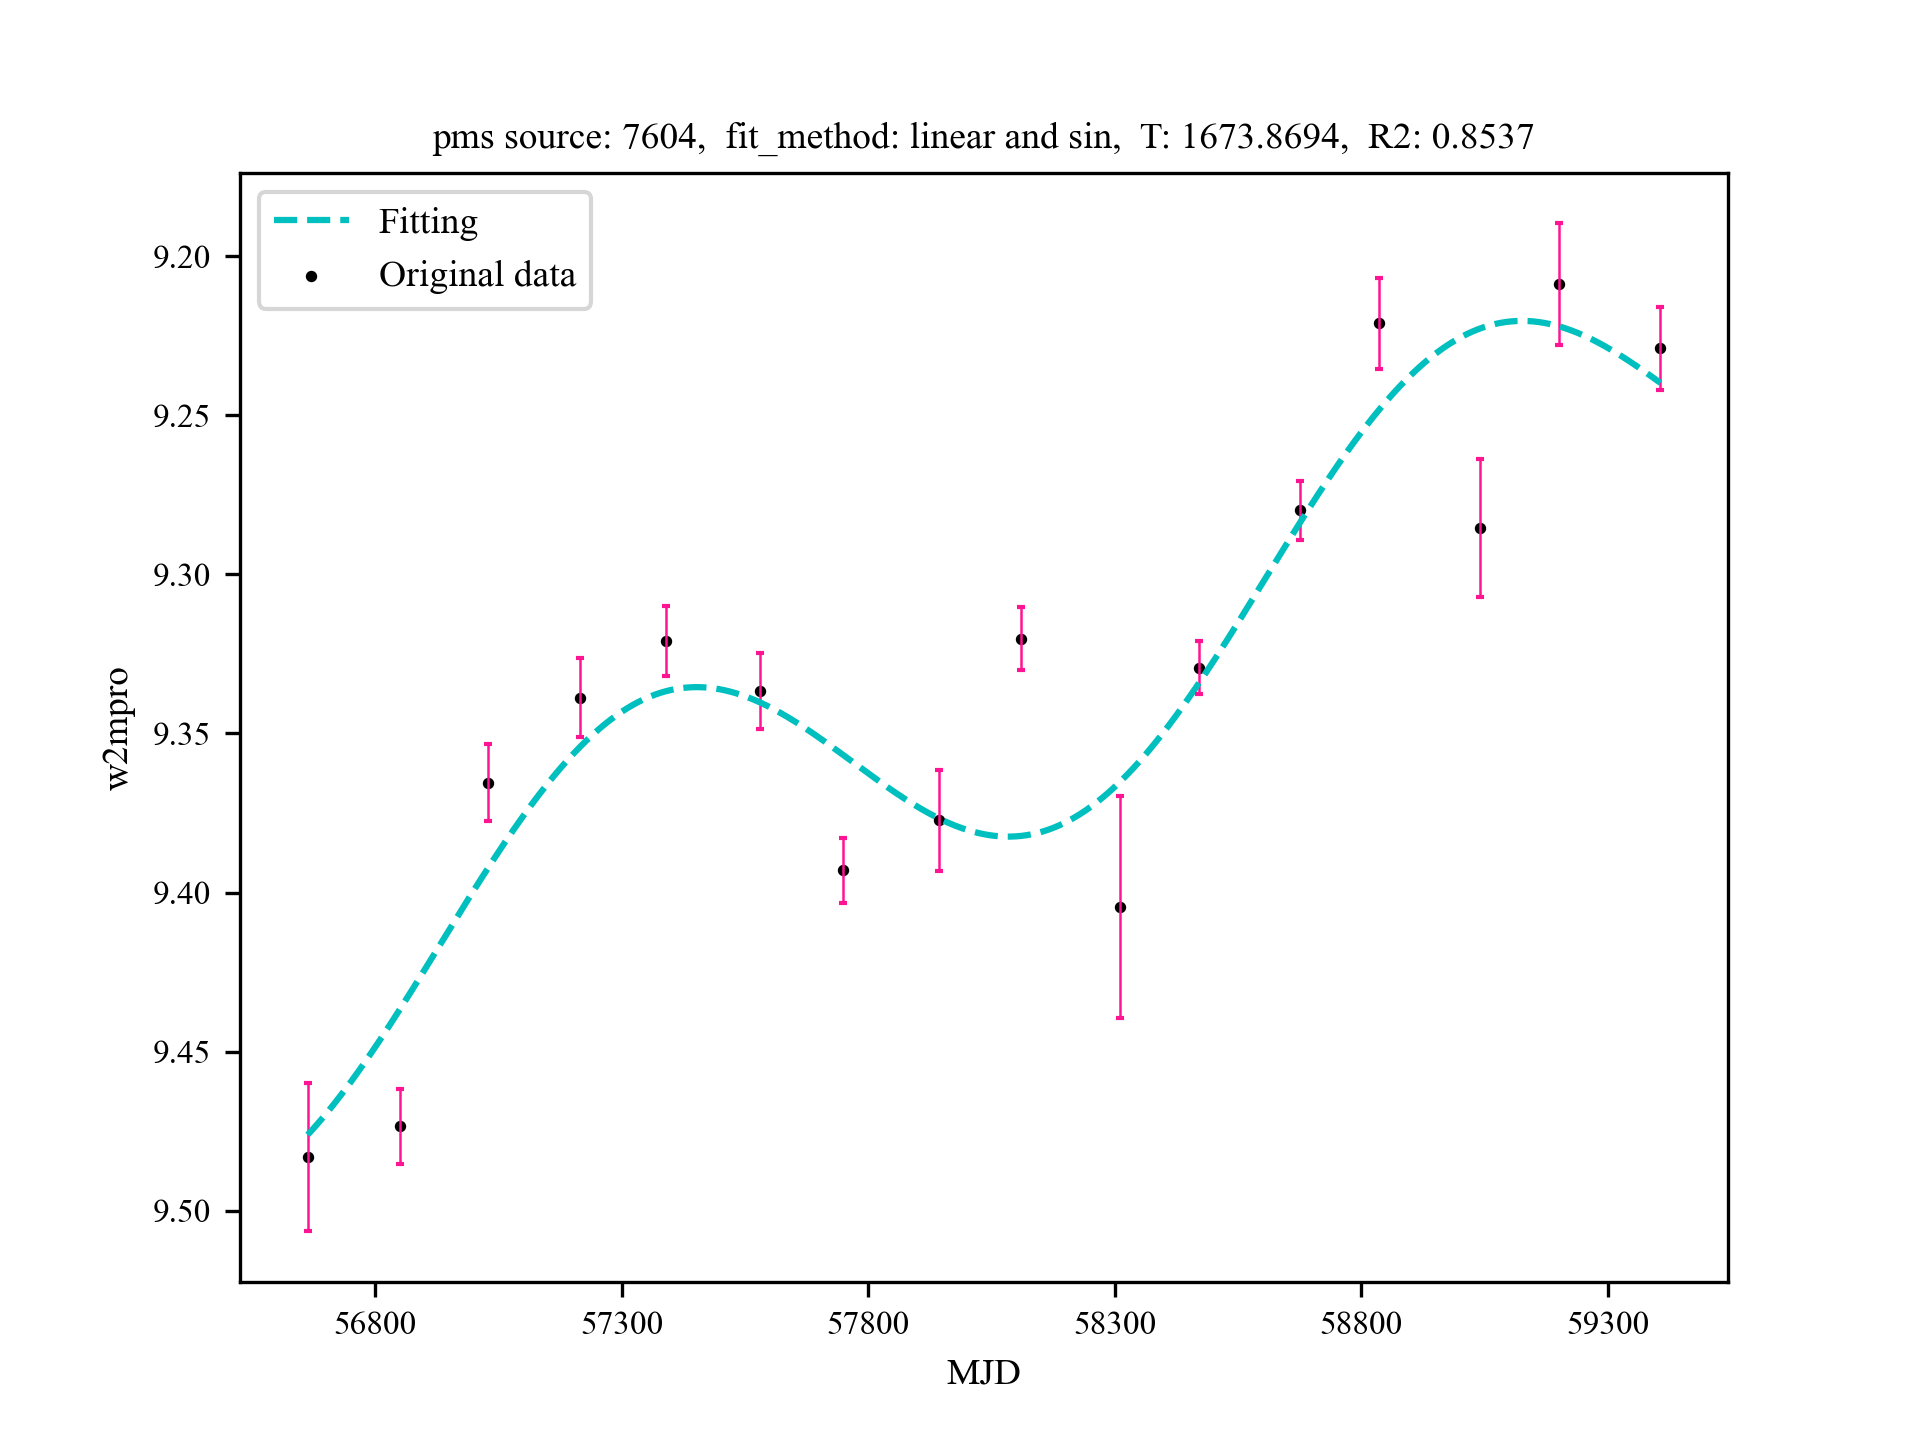 pms source: 7604,  fit_method: linear and sin,  T: 1673.8694,  R2: 0.8537
Fitting
Original data
9.20
9.25
9.30
9.35
9.40
9.45
9.50
w2mpro
56800
57300
57800
58300
58800
59300
MJD